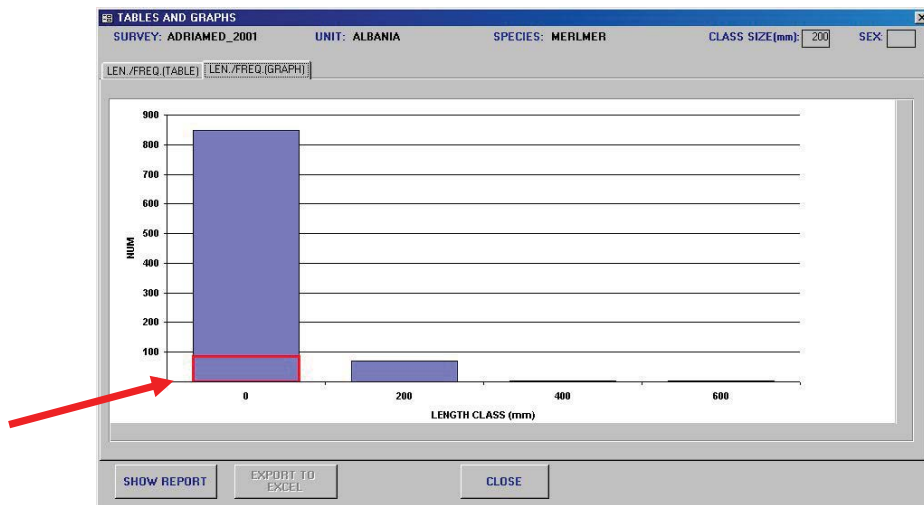 TABLES AND GRAPHS
SURVEY: ADRIAMED_2001 UNIT: ALBANIA SPECIES: MERLMER CLASS SIZE(mm): 200 SEX:
LEN./FREQ.(TABLE) LEN./FREQ.(GRAPH)
900
800
700
600
500
400
300
200
100
NUM
0 200 400 600
LENGTH CLASS (mm)
SHOW REPORT EXPORT TO EXCEL CLOSE